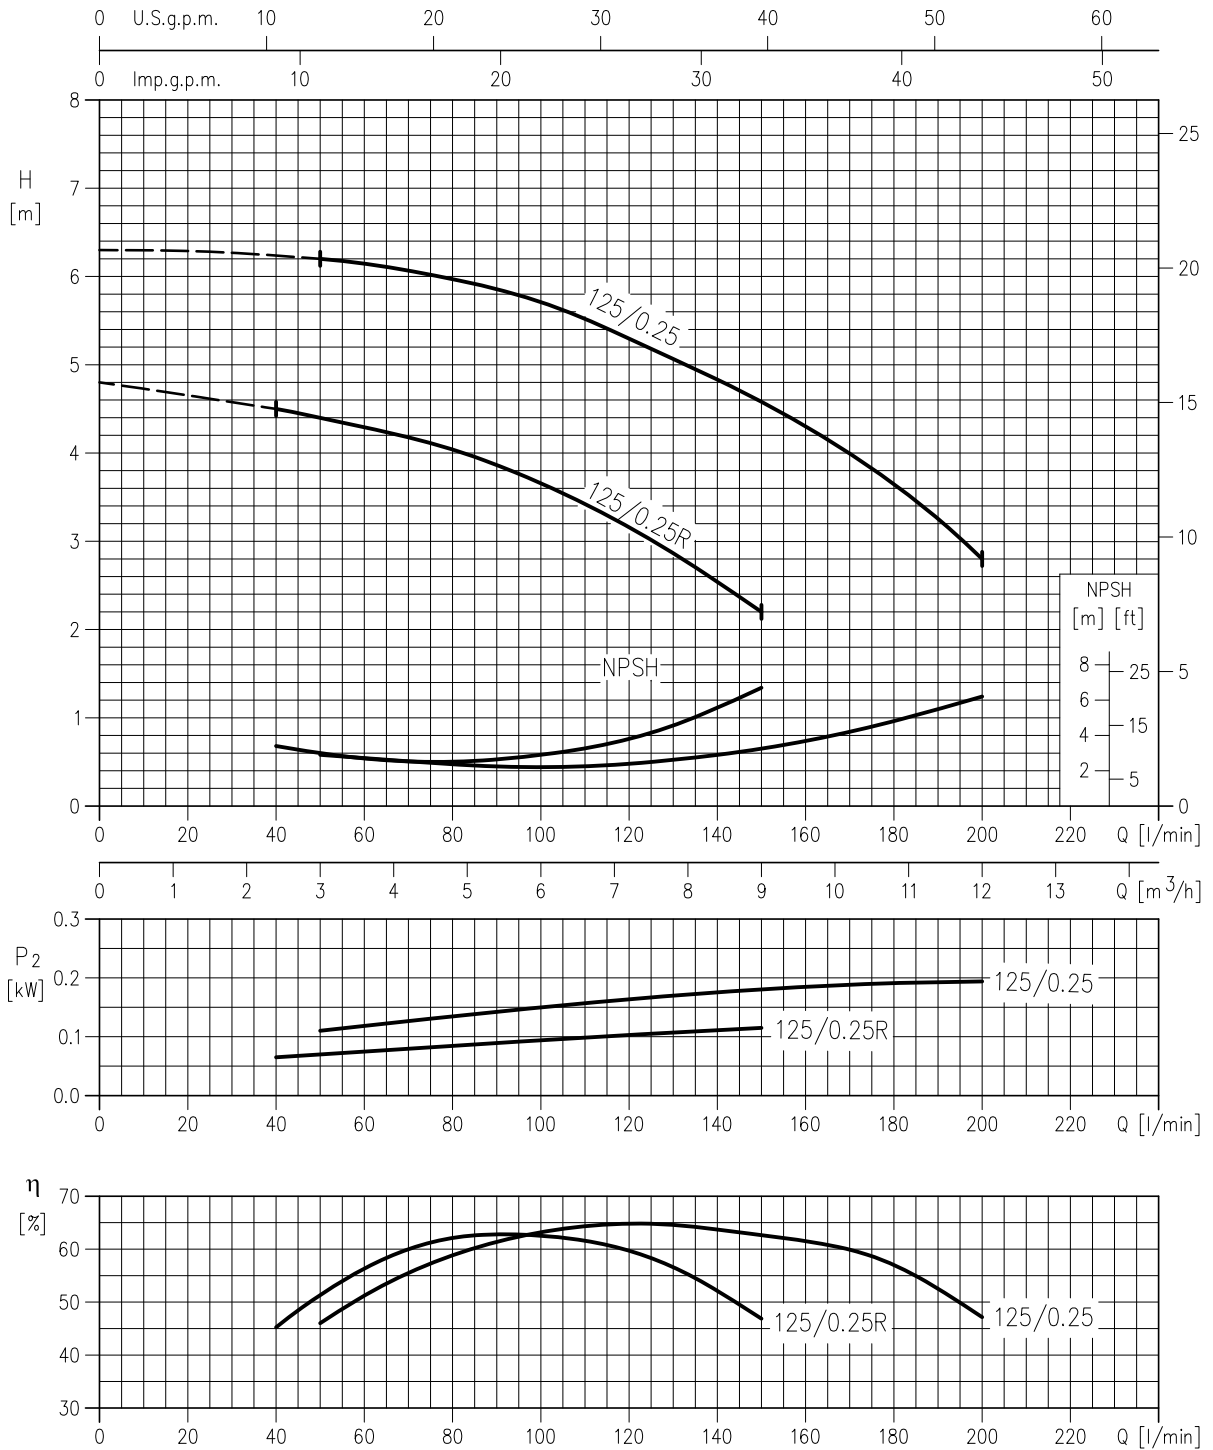 0 U.S.g.p.m. 10 20 30 40 50 60
0 Imp.g.p.m. 10 20 30 40 50
H
[m]
8
7
6
5
4
3
2
1
0
25
20
15
10
5
0
125/0.25
125/0.25R
NPSH
NPSH
[m] [ft]
8
6
4
2
25
15
5
0 20 40 60 80 100 120 140 160 180 200 220 Q [l/min]
0 1 2 3 4 5 6 7 8 9 10 11 12 13 Q [m³/h]
P2
[kW]
0.3
0.2
0.1
0.0
125/0.25
125/0.25R
0 20 40 60 80 100 120 140 160 180 200 220 Q [l/min]
η
[%]
70
60
50
40
30
125/0.25R
125/0.25
0 20 40 60 80 100 120 140 160 180 200 220 Q [l/min]